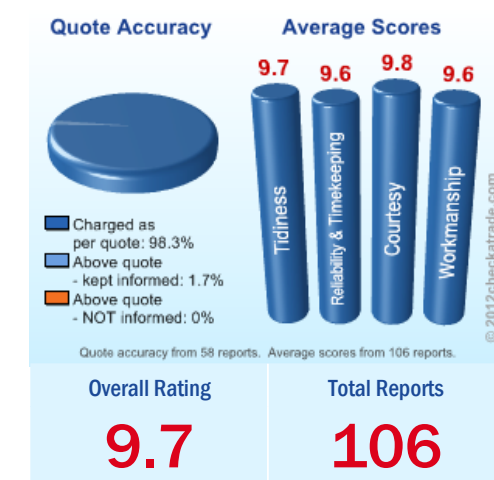 Quote Accuracy
Average Scores
9.7
9.6
9.8
9.6
Tidiness
Reliability & Timekeeping
Courtesy
Workmanship
Charged as
per quote: 98.3%
Above quote
- kept informed: 1.7%
Above quote
- NOT informed: 0%
© 2012checkatrade.com
Quote accuracy from 58 reports. Average scores from 106 reports.
Overall Rating
Total Reports
9.7
106